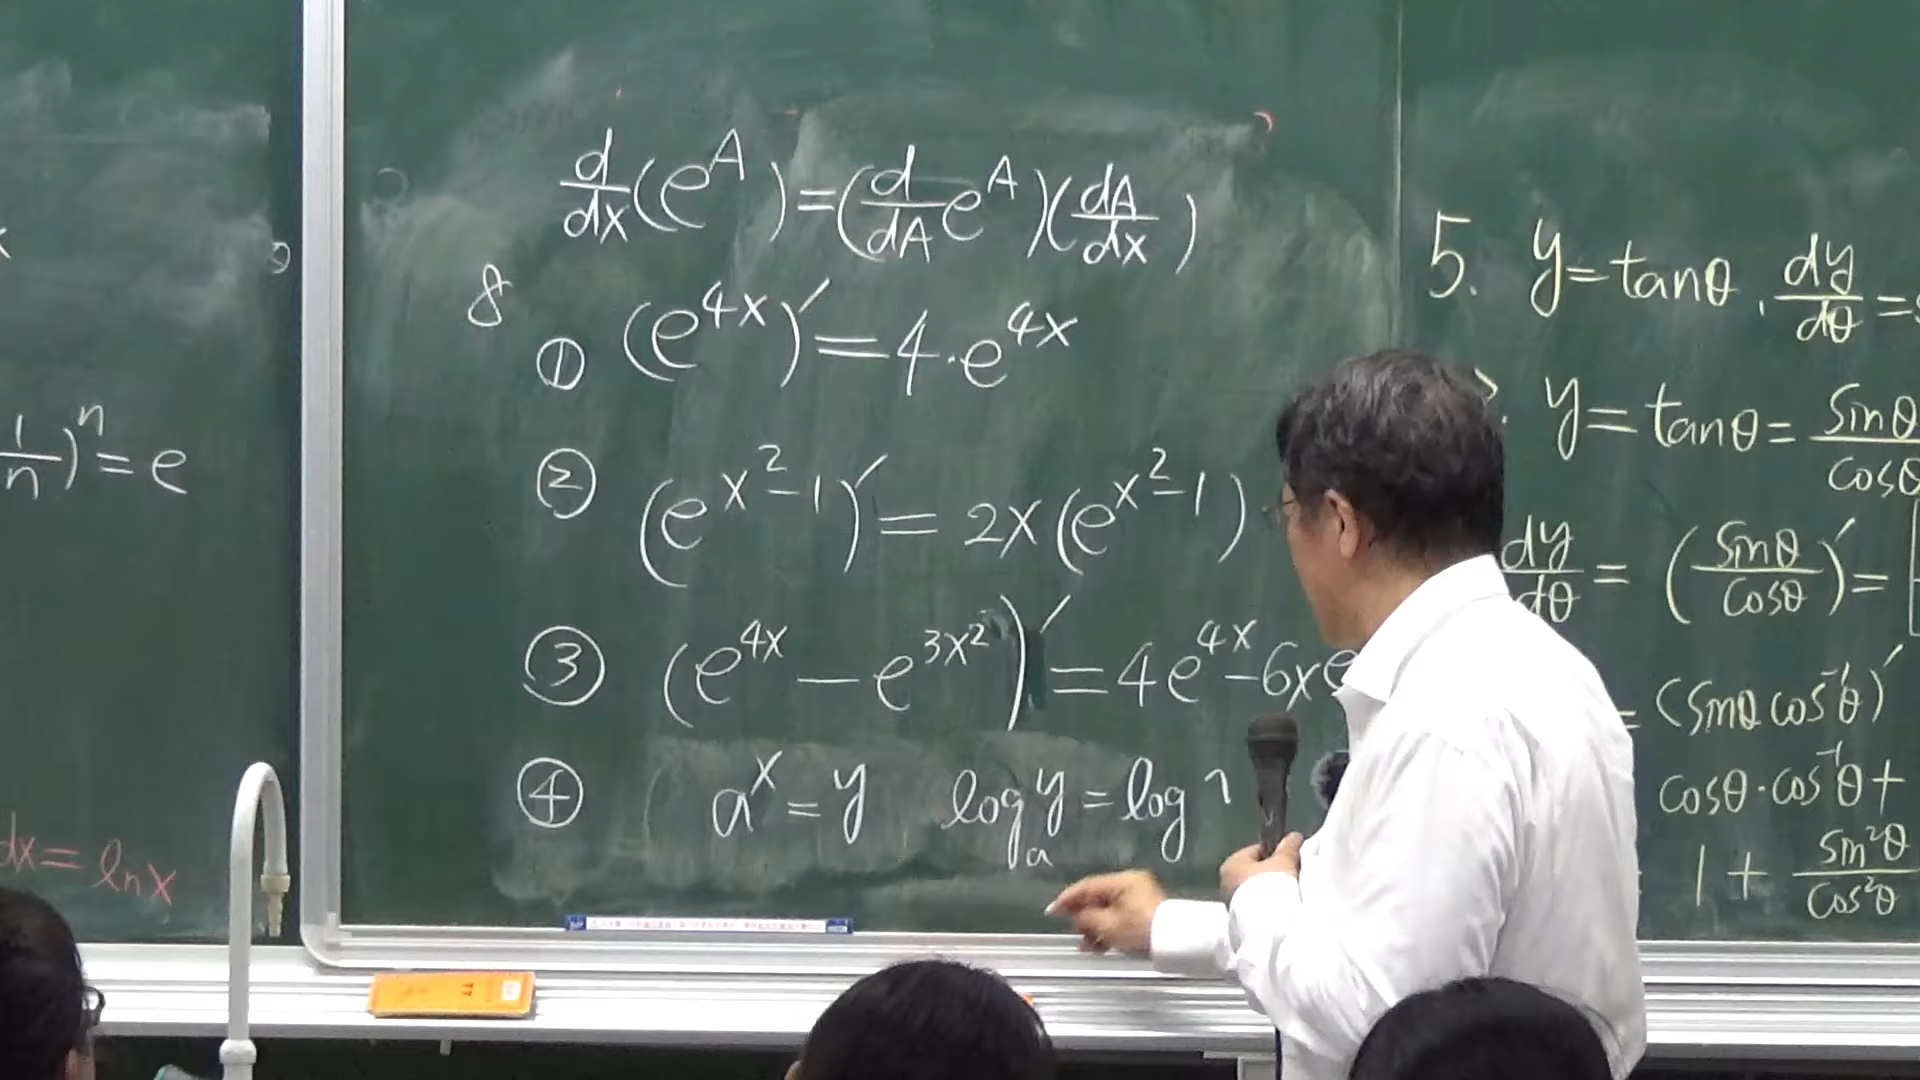 1/n)ⁿ = e
dx = ln x
d/dx (e^A) = (d/dA e^A)(dA/dx)
8
① (e^{4x})′ = 4·e^{4x}
② (e^{x²-1})′ = 2x(e^{x²-1})
③ (e^{4x} − e^{3x²})′ = 4e^{4x} − 6xe
④ a^x = y log_a y = log
5. y = tanθ, dy/dθ =
y = tanθ = sinθ/cosθ
dy/dθ = (sinθ/cosθ)′ = [
= (sinθ cos⁻¹θ)′
cosθ·cos⁻¹θ +
1 + sin²θ/cos²θ